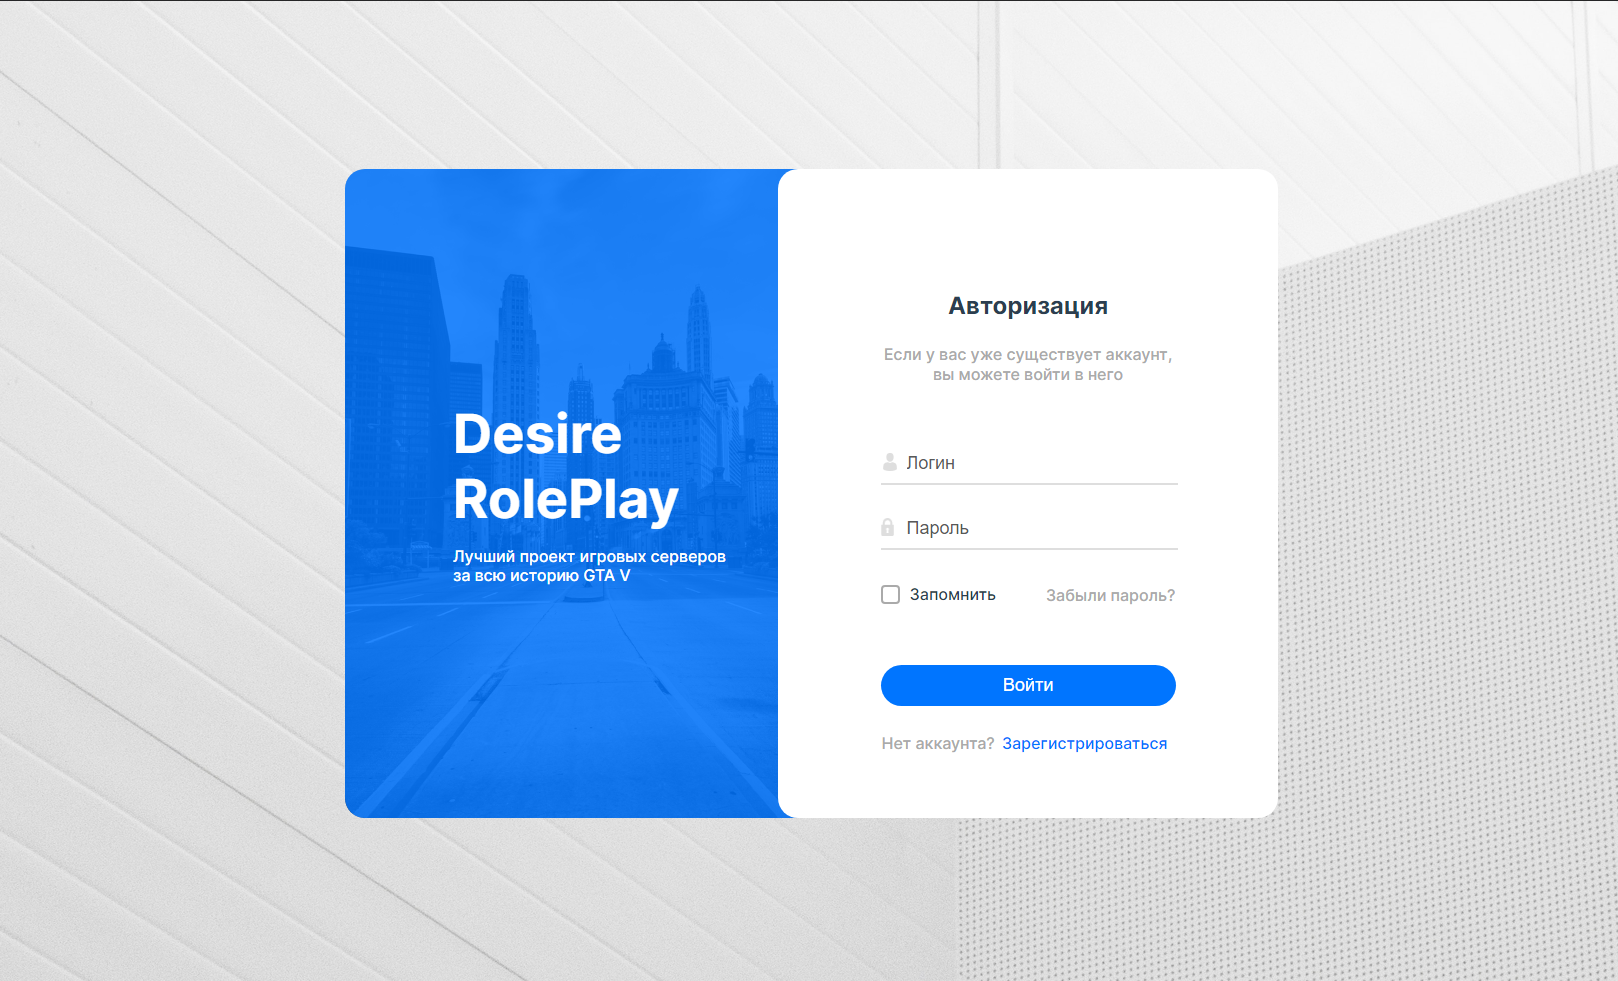 Desire
RolePlay
Лучший проект игровых серверов
за всю историю GTA V
Авторизация
Если у вас уже существует аккаунт,
вы можете войти в него
Логин
Пароль
Запомнить
Забыли пароль?
Войти
Нет аккаунта? Зарегистрироваться